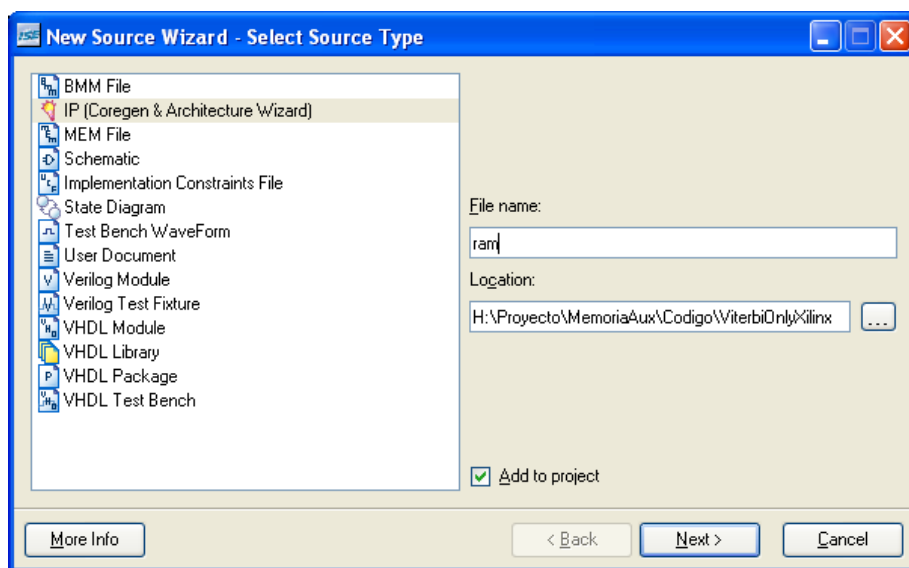 New Source Wizard - Select Source Type
BMM File
IP (Coregen & Architecture Wizard)
MEM File
Schematic
Implementation Constraints File
State Diagram
Test Bench WaveForm
User Document
Verilog Module
Verilog Test Fixture
VHDL Module
VHDL Library
VHDL Package
VHDL Test Bench
File name:
ram
Location:
H:\Proyecto\MemoriaAux\Codigo\ViterbiOnlyXilinx
...
Add to project
More Info
< Back
Next >
Cancel